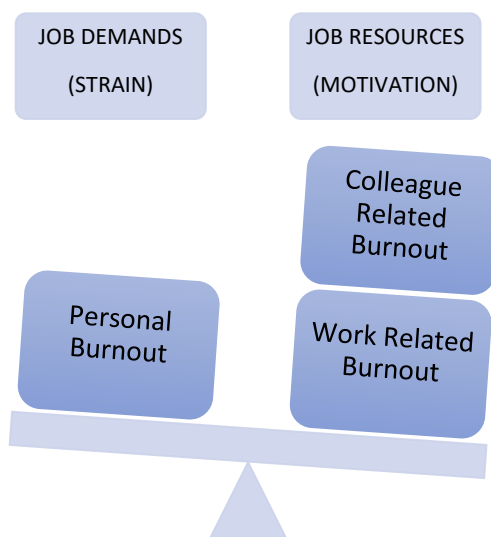 JOB DEMANDS
(STRAIN)
JOB RESOURCES
(MOTIVATION)
Colleague
Related
Burnout
Personal
Burnout
Work Related
Burnout